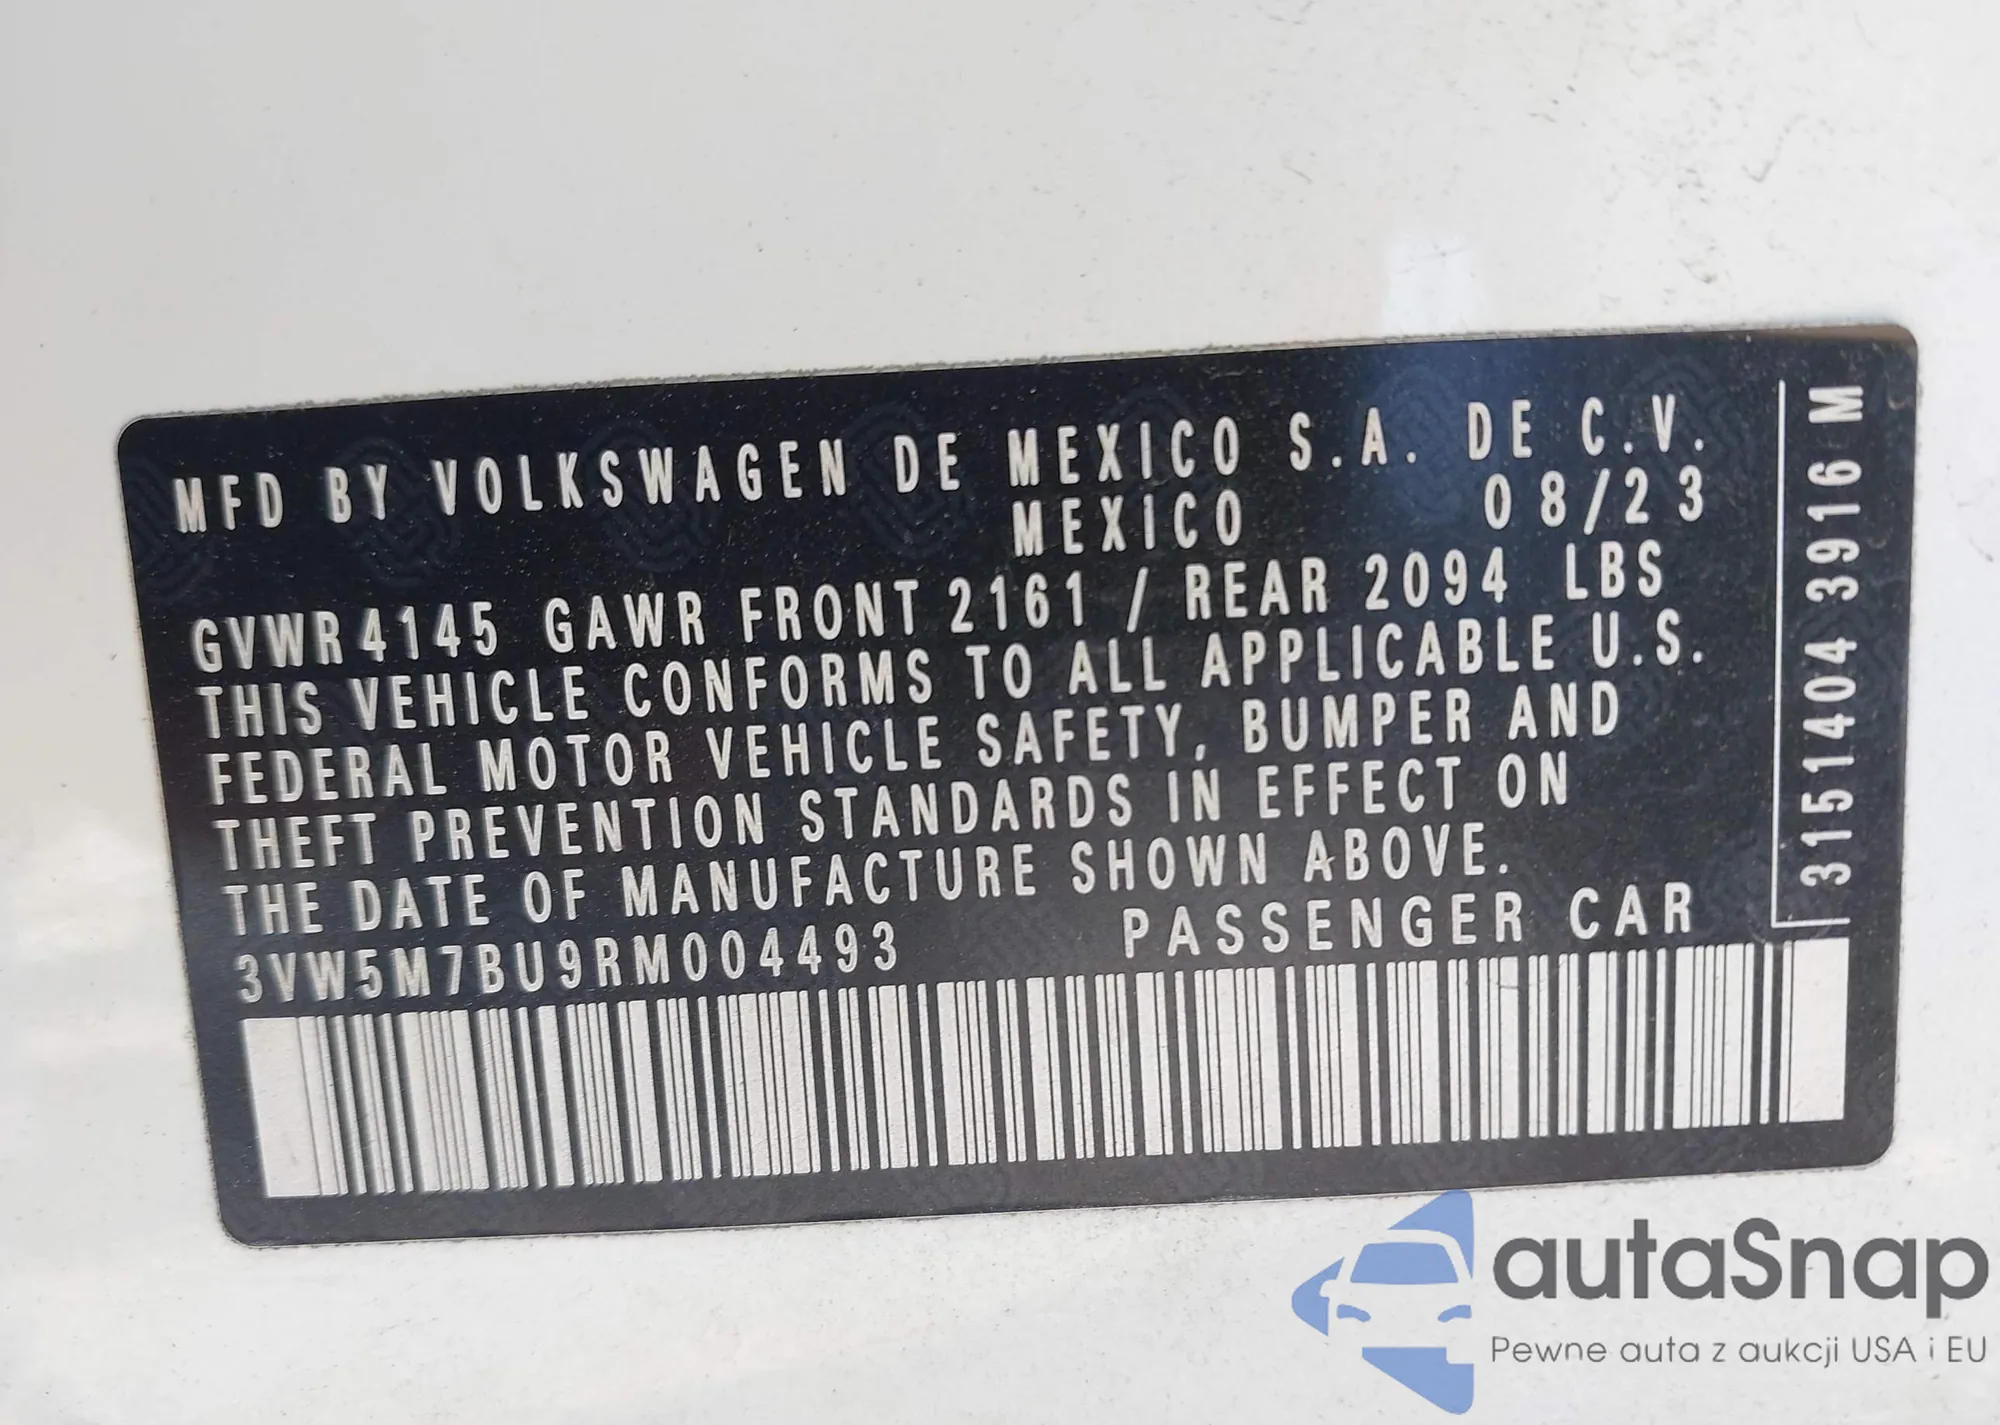 MFD BY VOLKSWAGEN DE MEXICO S.A. DE C.V.
MEXICO 08/23
GVWR 4145 GAWR FRONT 2161 / REAR 2094 LBS
THIS VEHICLE CONFORMS TO ALL APPLICABLE U.S.
FEDERAL MOTOR VEHICLE SAFETY, BUMPER AND
THEFT PREVENTION STANDARDS IN EFFECT ON
THE DATE OF MANUFACTURE SHOWN ABOVE.
3VW5M7BU9RM004493 PASSENGER CAR
3151404 3916 M
autaSnap
Pewne auta z aukcji USA i EU